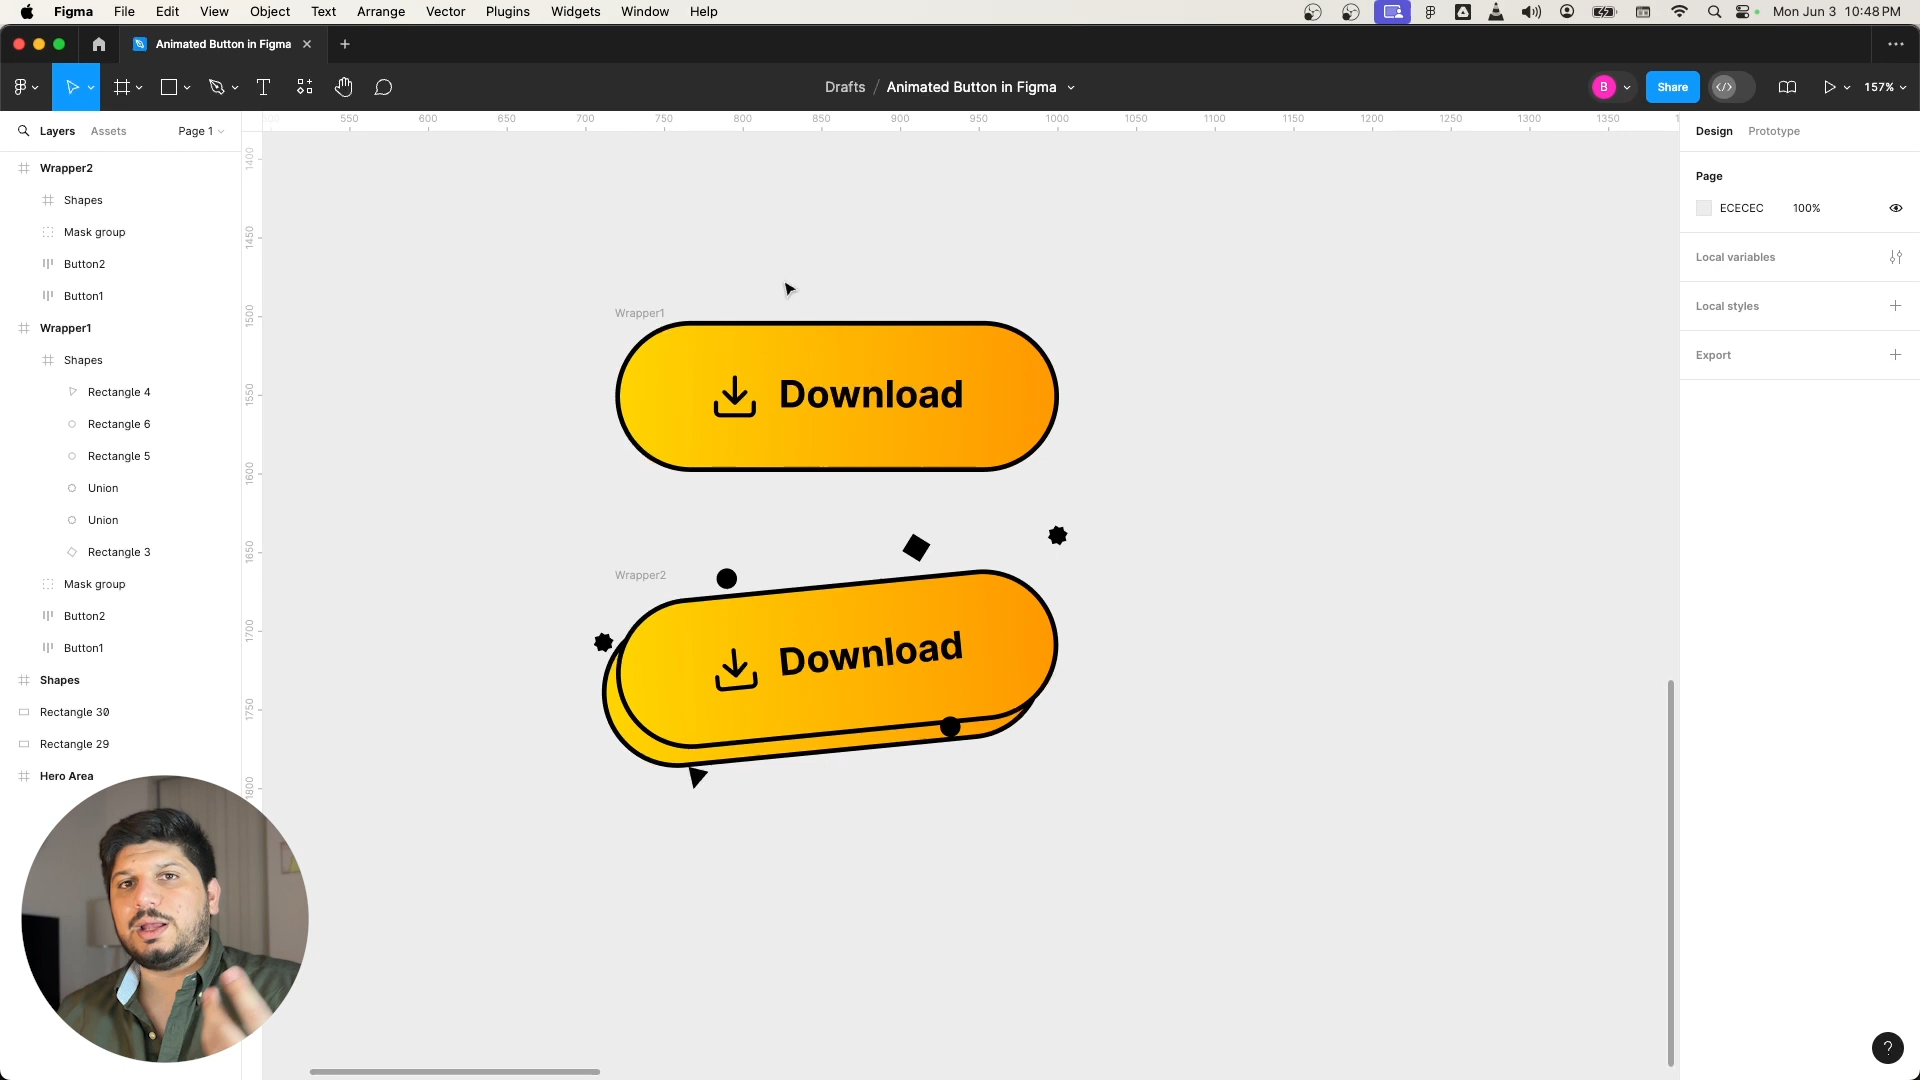 Figma File Edit View Object Text Arrange Vector Plugins Widgets Window Help Mon Jun 3 10:48 PM
Animated Button in Figma
Drafts / Animated Button in Figma B Share 157%
Layers Assets Page 1
550 600 650 700 750 800 850 900 950 1000 1050 1100 1150 1200 1250 1300 1350
Design Prototype
1400
1450
1500
1550
1600
1650
1700
1750
1800
Wrapper2
Shapes
Mask group
Button2
Button1
Wrapper1
Shapes
Rectangle 4
Rectangle 6
Rectangle 5
Union
Union
Rectangle 3
Mask group
Button2
Button1
Shapes
Rectangle 30
Rectangle 29
Hero Area
Wrapper1
Download
Wrapper2
Download
Page
ECECEC 100%
Local variables
Local styles
Export
?